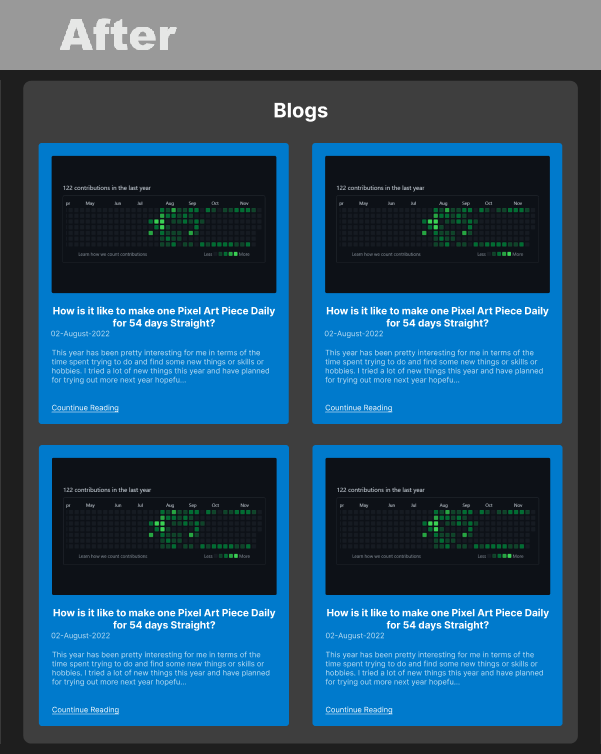 After
Blogs
122 contributions in the last year
pr May Jun Jul Aug Sep Oct Nov
Learn how we count contributions Less More
How is it like to make one Pixel Art Piece Daily
for 54 days Straight?
02-August-2022
This year has been pretty interesting for me in terms of the
time spent trying to do and find some new things or skills or
hobbies. I tried a lot of new things this year and have planned
for trying out more next year hopefu...
Countinue Reading
122 contributions in the last year
pr May Jun Jul Aug Sep Oct Nov
Learn how we count contributions Less More
How is it like to make one Pixel Art Piece Daily
for 54 days Straight?
02-August-2022
This year has been pretty interesting for me in terms of the
time spent trying to do and find some new things or skills or
hobbies. I tried a lot of new things this year and have planned
for trying out more next year hopefu...
Countinue Reading
122 contributions in the last year
pr May Jun Jul Aug Sep Oct Nov
Learn how we count contributions Less More
How is it like to make one Pixel Art Piece Daily
for 54 days Straight?
02-August-2022
This year has been pretty interesting for me in terms of the
time spent trying to do and find some new things or skills or
hobbies. I tried a lot of new things this year and have planned
for trying out more next year hopefu...
Countinue Reading
122 contributions in the last year
pr May Jun Jul Aug Sep Oct Nov
Learn how we count contributions Less More
How is it like to make one Pixel Art Piece Daily
for 54 days Straight?
02-August-2022
This year has been pretty interesting for me in terms of the
time spent trying to do and find some new things or skills or
hobbies. I tried a lot of new things this year and have planned
for trying out more next year hopefu...
Countinue Reading